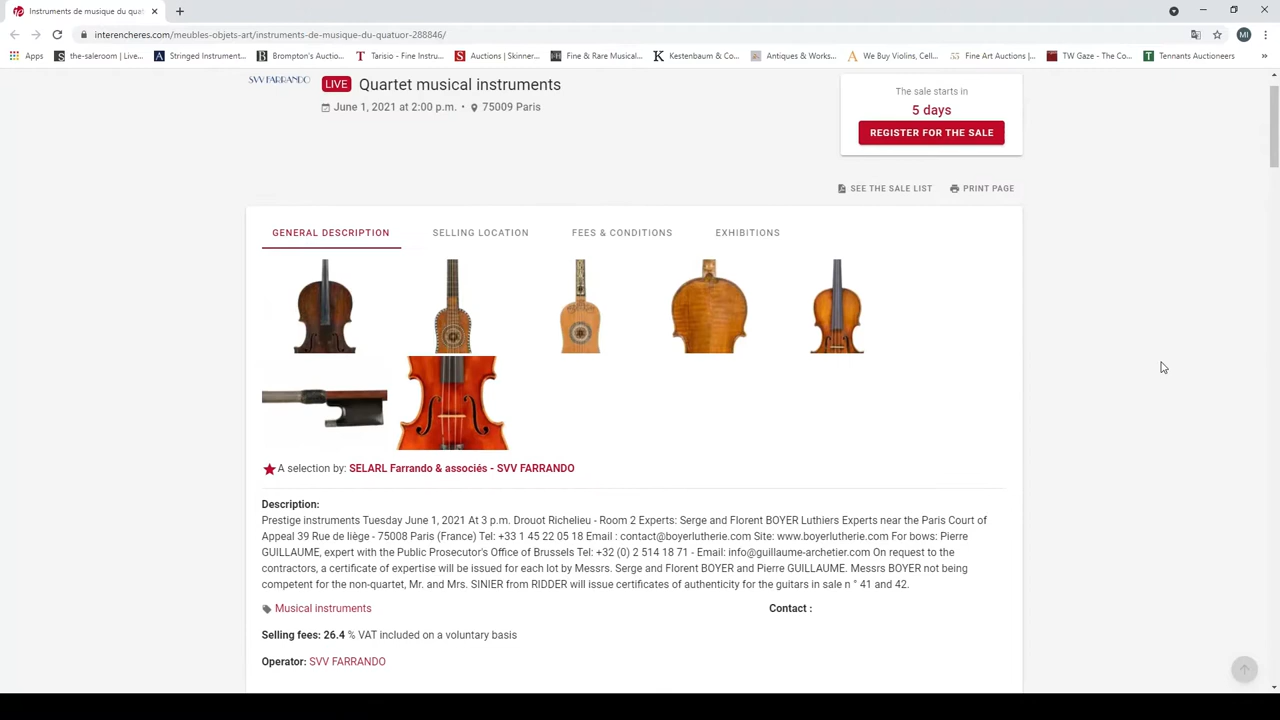 Instruments de musique du qua
interencheres.com/meubles-objets-art/instruments-de-musique-du-quatuor-288846/
MI
Apps
the-saleroom | Live...
Stringed Instrument...
Brompton's Auctio...
Tarisio - Fine Instru...
Auctions | Skinner...
Fine & Rare Musical...
Kestenbaum & Co...
Antiques & Works...
We Buy Violins, Cell...
Fine Art Auctions |...
TW Gaze - The Co...
Tennants Auctioneers
SVV FARRANDO
LIVE Quartet musical instruments
June 1, 2021 at 2:00 p.m. • 75009 Paris
The sale starts in
5 days
REGISTER FOR THE SALE
SEE THE SALE LIST
PRINT PAGE
GENERAL DESCRIPTION
SELLING LOCATION
FEES & CONDITIONS
EXHIBITIONS
A selection by: SELARL Farrando & associés - SVV FARRANDO
Description:
Prestige instruments Tuesday June 1, 2021 At 3 p.m. Drouot Richelieu - Room 2 Experts: Serge and Florent BOYER Luthiers Experts near the Paris Court of
Appeal 39 Rue de liège - 75008 Paris (France) Tel: +33 1 45 22 05 18 Email : contact@boyerlutherie.com Site: www.boyerlutherie.com For bows: Pierre
GUILLAUME, expert with the Public Prosecutor's Office of Brussels Tel: +32 (0) 2 514 18 71 - Email: info@guillaume-archetier.com On request to the
contractors, a certificate of expertise will be issued for each lot by Messrs. Serge and Florent BOYER and Pierre GUILLAUME. Messrs BOYER not being
competent for the non-quartet, Mr. and Mrs. SINIER from RIDDER will issue certificates of authenticity for the guitars in sale n ° 41 and 42.
Musical instruments
Contact :
Selling fees: 26.4 % VAT included on a voluntary basis
Operator: SVV FARRANDO